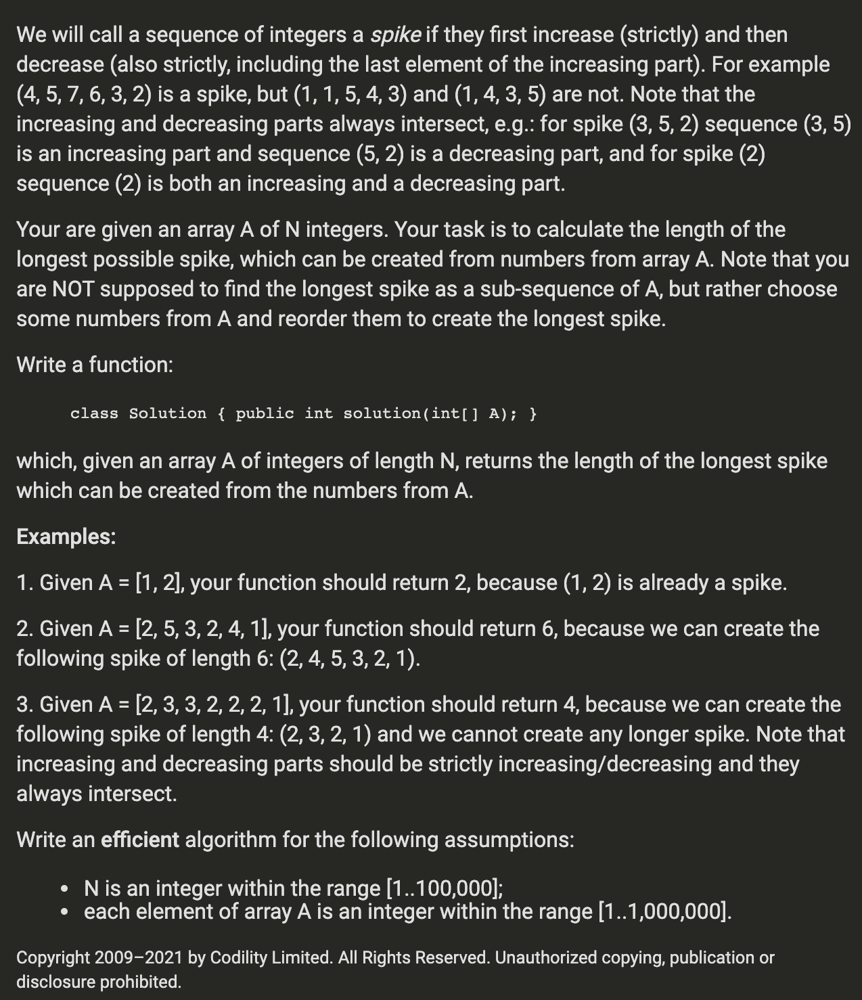 We will call a sequence of integers a spike if they first increase (strictly) and then
decrease (also strictly, including the last element of the increasing part). For example
(4, 5, 7, 6, 3, 2) is a spike, but (1, 1, 5, 4, 3) and (1, 4, 3, 5) are not. Note that the
increasing and decreasing parts always intersect, e.g.: for spike (3, 5, 2) sequence (3, 5)
is an increasing part and sequence (5, 2) is a decreasing part, and for spike (2)
sequence (2) is both an increasing and a decreasing part.
Your are given an array A of N integers. Your task is to calculate the length of the
longest possible spike, which can be created from numbers from array A. Note that you
are NOT supposed to find the longest spike as a sub-sequence of A, but rather choose
some numbers from A and reorder them to create the longest spike.
Write a function:
class Solution { public int solution(int[] A); }
which, given an array A of integers of length N, returns the length of the longest spike
which can be created from the numbers from A.
Examples:
1. Given A = [1, 2], your function should return 2, because (1, 2) is already a spike.
2. Given A = [2, 5, 3, 2, 4, 1], your function should return 6, because we can create the
following spike of length 6: (2, 4, 5, 3, 2, 1).
3. Given A = [2, 3, 3, 2, 2, 2, 1], your function should return 4, because we can create the
following spike of length 4: (2, 3, 2, 1) and we cannot create any longer spike. Note that
increasing and decreasing parts should be strictly increasing/decreasing and they
always intersect.
Write an efficient algorithm for the following assumptions:
• N is an integer within the range [1..100,000];
• each element of array A is an integer within the range [1..1,000,000].
Copyright 2009–2021 by Codility Limited. All Rights Reserved. Unauthorized copying, publication or
disclosure prohibited.